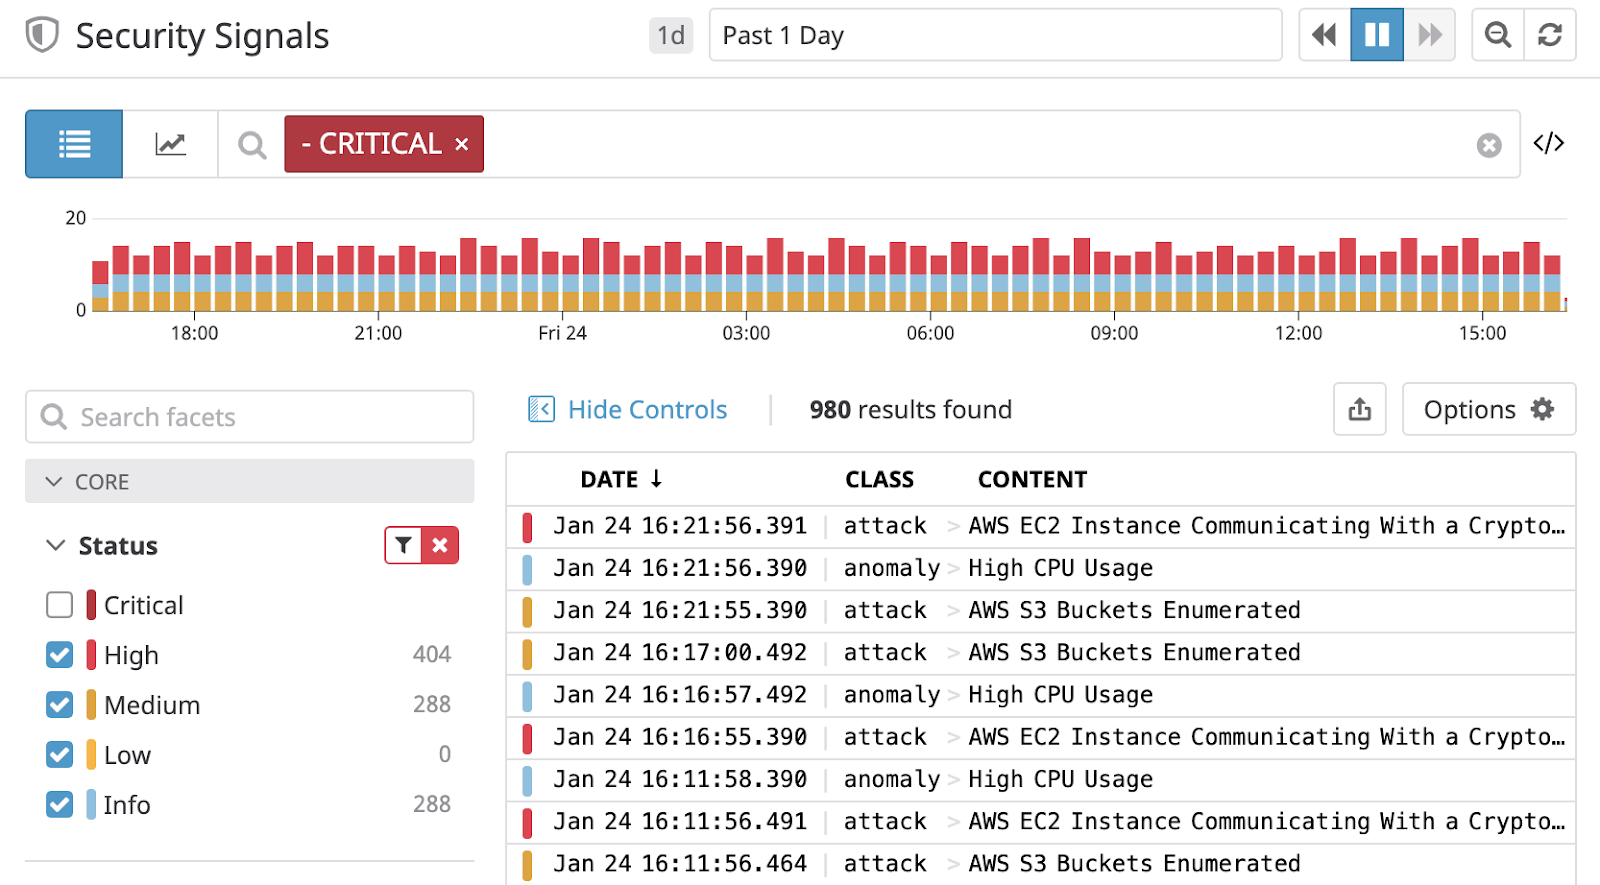 Security Signals
1d Past 1 Day
- CRITICAL ×
</>
20
0
18:00 21:00 Fri 24 03:00 06:00 09:00 12:00 15:00
Search facets
Hide Controls 980 results found Options
CORE
DATE ↓ CLASS CONTENT
Status
Critical
High 404
Medium 288
Low 0
Info 288
Jan 24 16:21:56.391 | attack > AWS EC2 Instance Communicating With a Crypto…
Jan 24 16:21:56.390 | anomaly > High CPU Usage
Jan 24 16:21:55.390 | attack > AWS S3 Buckets Enumerated
Jan 24 16:17:00.492 | attack > AWS S3 Buckets Enumerated
Jan 24 16:16:57.492 | anomaly > High CPU Usage
Jan 24 16:16:55.390 | attack > AWS EC2 Instance Communicating With a Crypto…
Jan 24 16:11:58.390 | anomaly > High CPU Usage
Jan 24 16:11:56.491 | attack > AWS EC2 Instance Communicating With a Crypto…
Jan 24 16:11:56.464 | attack > AWS S3 Buckets Enumerated